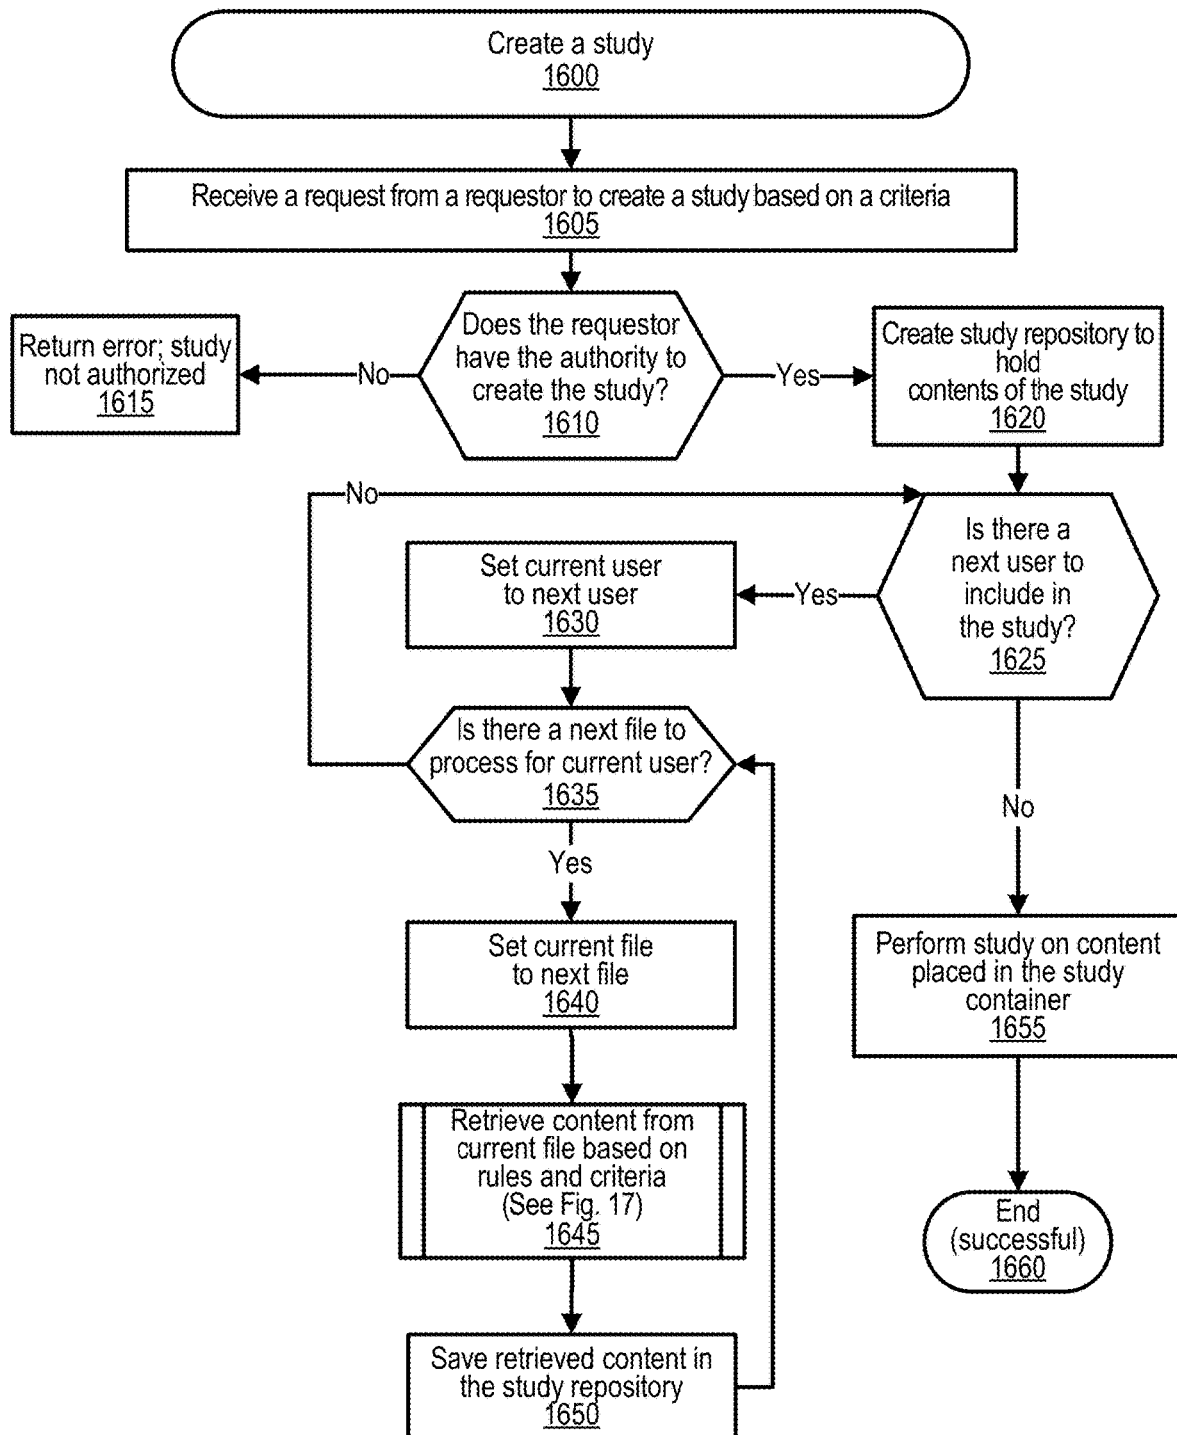 Create a study
1600
Receive a request from a requestor to create a study based on a criteria
1605
Does the requestor
have the authority to
create the study?
1610
No
Return error; study
not authorized
1615
Yes
Create study repository to
hold
contents of the study
1620
No
Is there a
next user to
include in
the study?
1625
Yes
Set current user
to next user
1630
Is there a next file to
process for current user?
1635
Yes
Set current file
to next file
1640
Retrieve content from
current file based on
rules and criteria
(See Fig. 17)
1645
Save retrieved content in
the study repository
1650
No
Perform study on content
placed in the study
container
1655
End
(successful)
1660